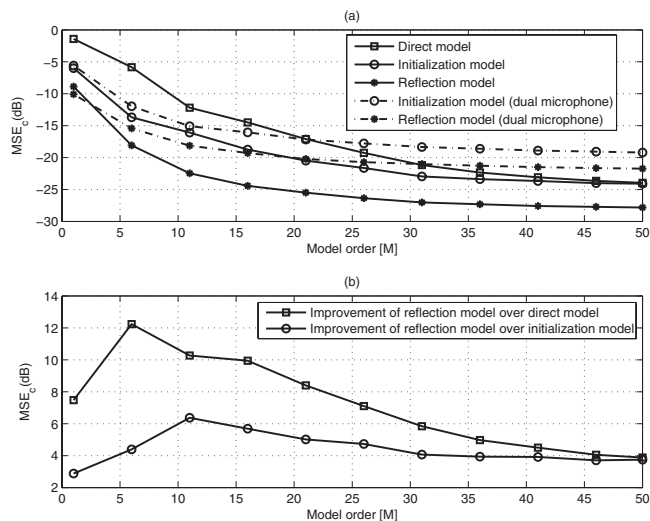 (a)
0
−5
−10
−15
−20
−25
−30
MSE_c(dB)
Direct model
Initialization model
Reflection model
Initialization model (dual microphone)
Reflection model (dual microphone)
0 5 10 15 20 25 30 35 40 45 50
Model order [M]
(b)
14
12
10
8
6
4
2
MSE_c(dB)
Improvement of reflection model over direct model
Improvement of reflection model over initialization model
0 5 10 15 20 25 30 35 40 45 50
Model order [M]